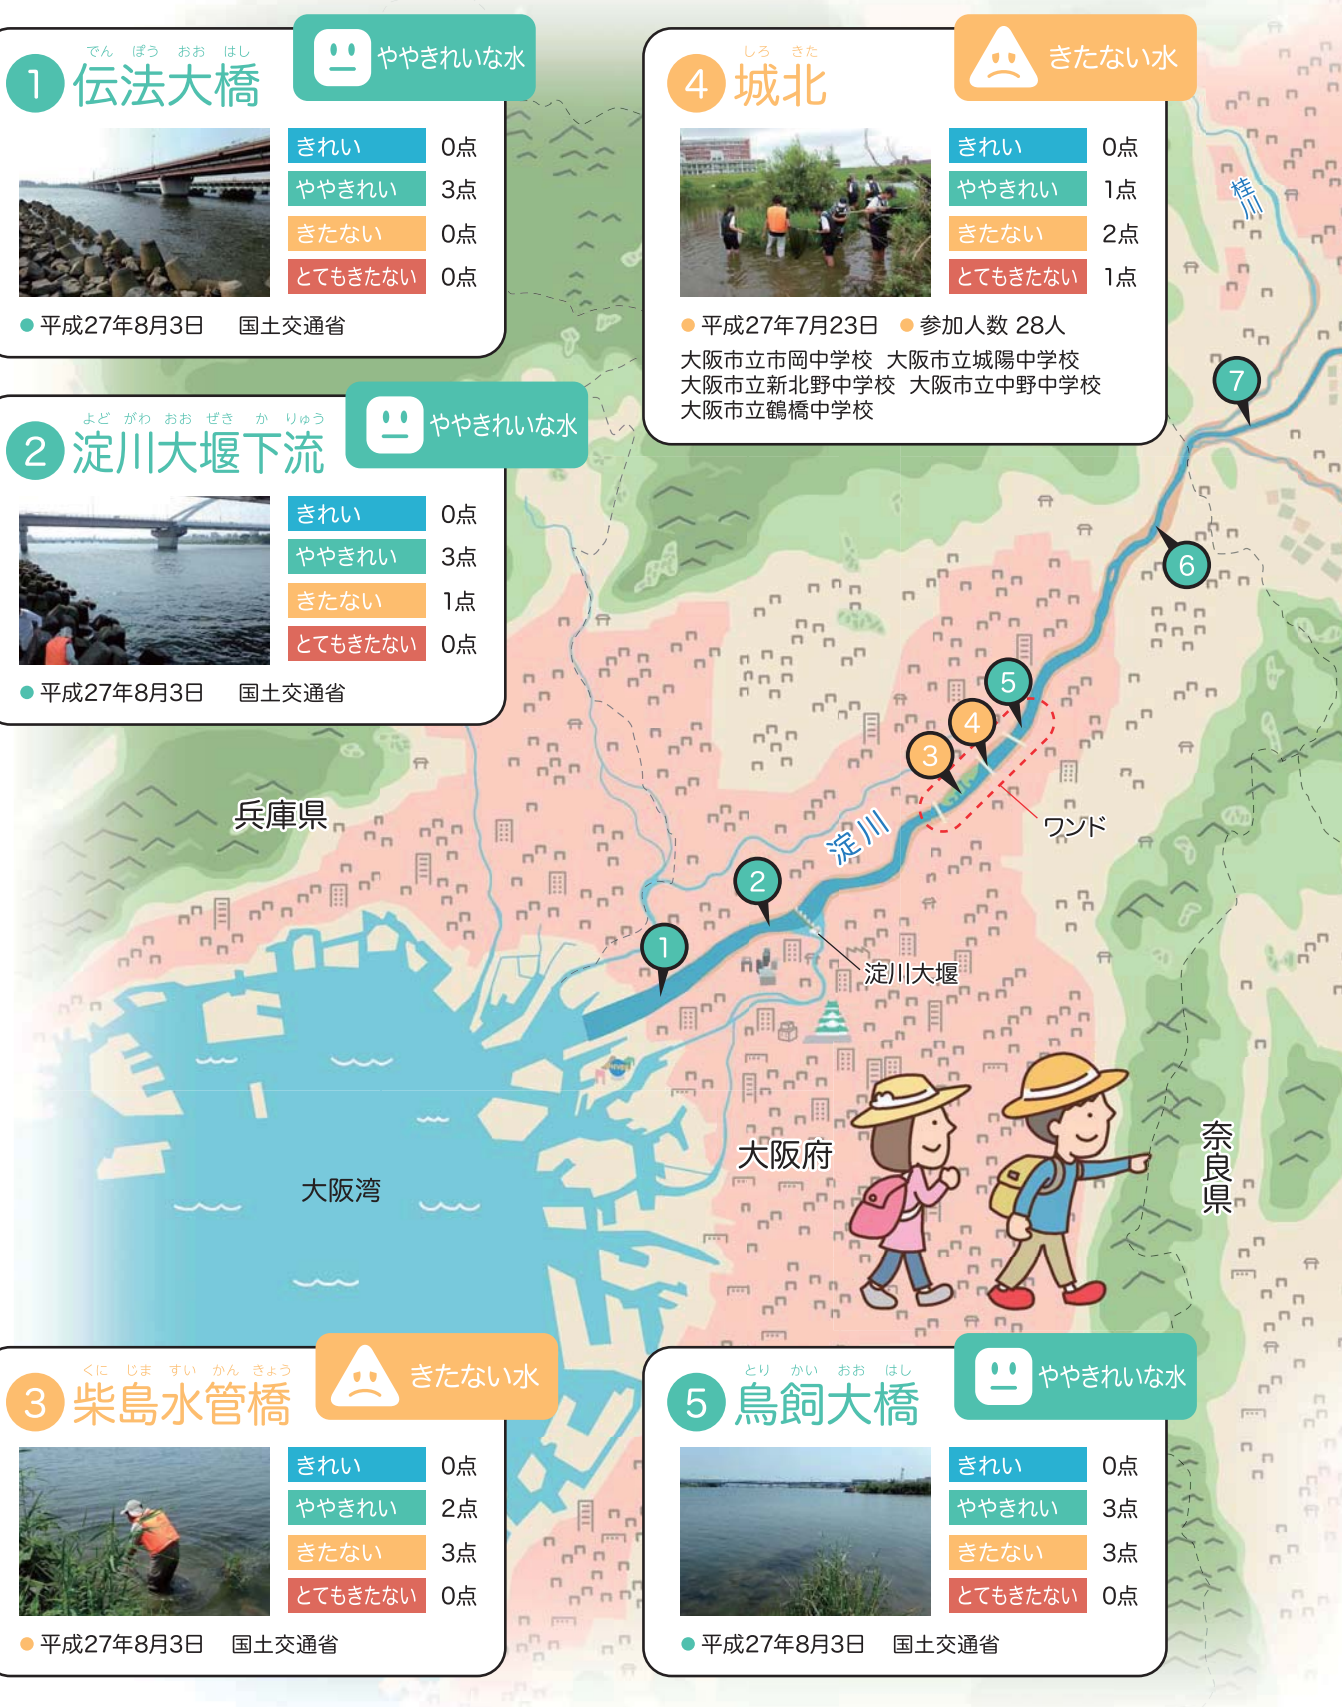 でん ぽう おお はし
1 伝法大橋
ややきれいな水
きれい 0点
ややきれい 3点
きたない 0点
とてもきたない 0点
● 平成27年8月3日 国土交通省
よど がわ おお ぜき か りゅう
2 淀川大堰下流
ややきれいな水
きれい 0点
ややきれい 3点
きたない 1点
とてもきたない 0点
● 平成27年8月3日 国土交通省
くに じま すい かん きょう
3 柴島水管橋
きたない水
きれい 0点
ややきれい 2点
きたない 3点
とてもきたない 0点
● 平成27年8月3日 国土交通省
しろ きた
4 城北
きたない水
きれい 0点
ややきれい 1点
きたない 2点
とてもきたない 1点
● 平成27年7月23日 ● 参加人数 28人
大阪市立市岡中学校 大阪市立城陽中学校
大阪市立新北野中学校 大阪市立中野中学校
大阪市立鶴橋中学校
とり かい おお はし
5 鳥飼大橋
ややきれいな水
きれい 0点
ややきれい 3点
きたない 3点
とてもきたない 0点
● 平成27年8月3日 国土交通省
桂川
7
6
5
4
3
ワンド
淀川
2
1
淀川大堰
兵庫県
大阪府
奈良県
大阪湾